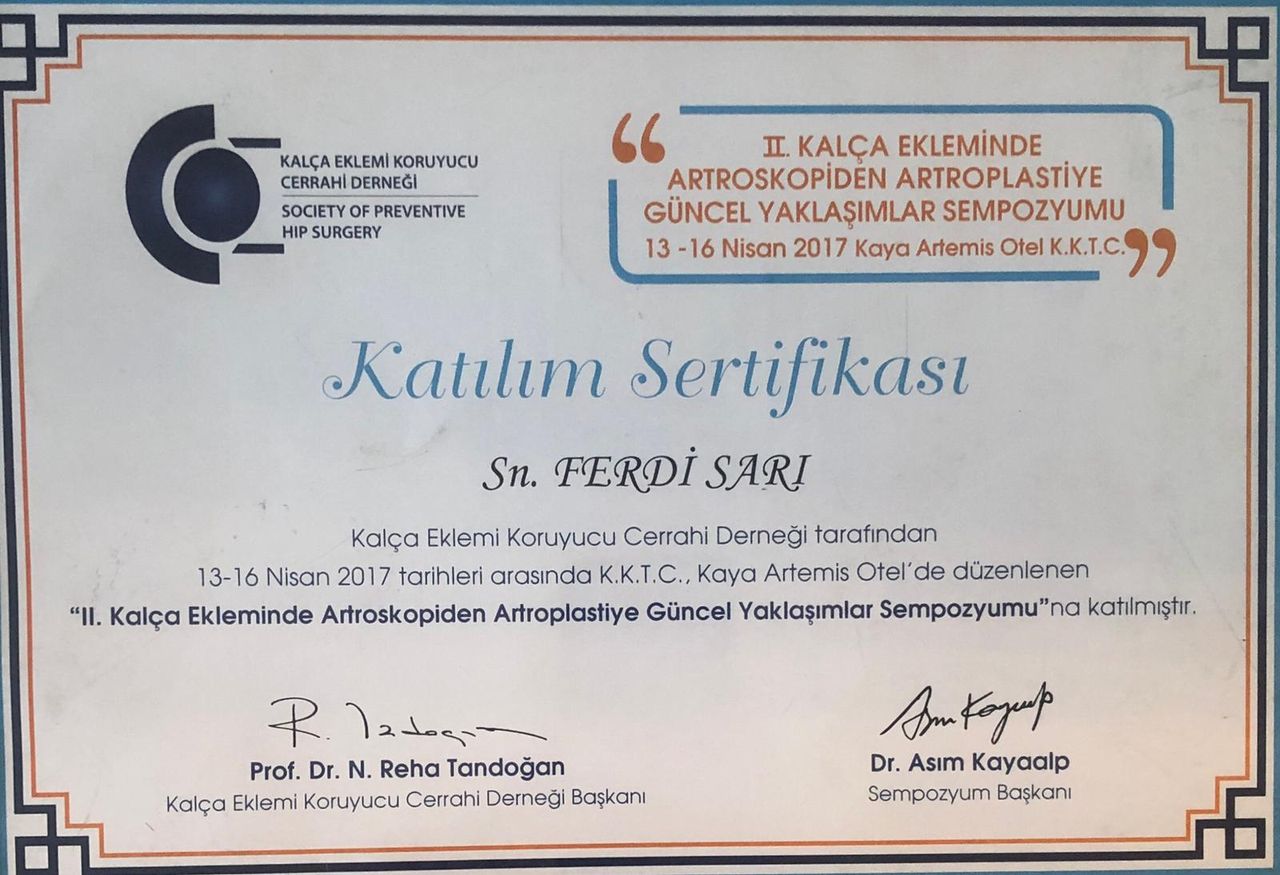 KALÇA EKLEMİ KORUYUCU
CERRAHİ DERNEĞİ
SOCIETY OF PREVENTIVE
HIP SURGERY
“
II. KALÇA EKLEMİNDE
ARTROSKOPİDEN ARTROPLASTİYE
GÜNCEL YAKLAŞIMLAR SEMPOZYUMU
13 -16 Nisan 2017 Kaya Artemis Otel K.K.T.C.
”
Katılım Sertifikası
Sn. FERDİ SARI
Kalça Eklemi Koruyucu Cerrahi Derneği tarafından
13-16 Nisan 2017 tarihleri arasında K.K.T.C., Kaya Artemis Otel'de düzenlenen
“II. Kalça Ekleminde Artroskopiden Artroplastiye Güncel Yaklaşımlar Sempozyumu”na katılmıştır.
R. Tandoğan
Asım Kayaalp
Prof. Dr. N. Reha Tandoğan
Dr. Asım Kayaalp
Kalça Eklemi Koruyucu Cerrahi Derneği Başkanı
Sempozyum Başkanı